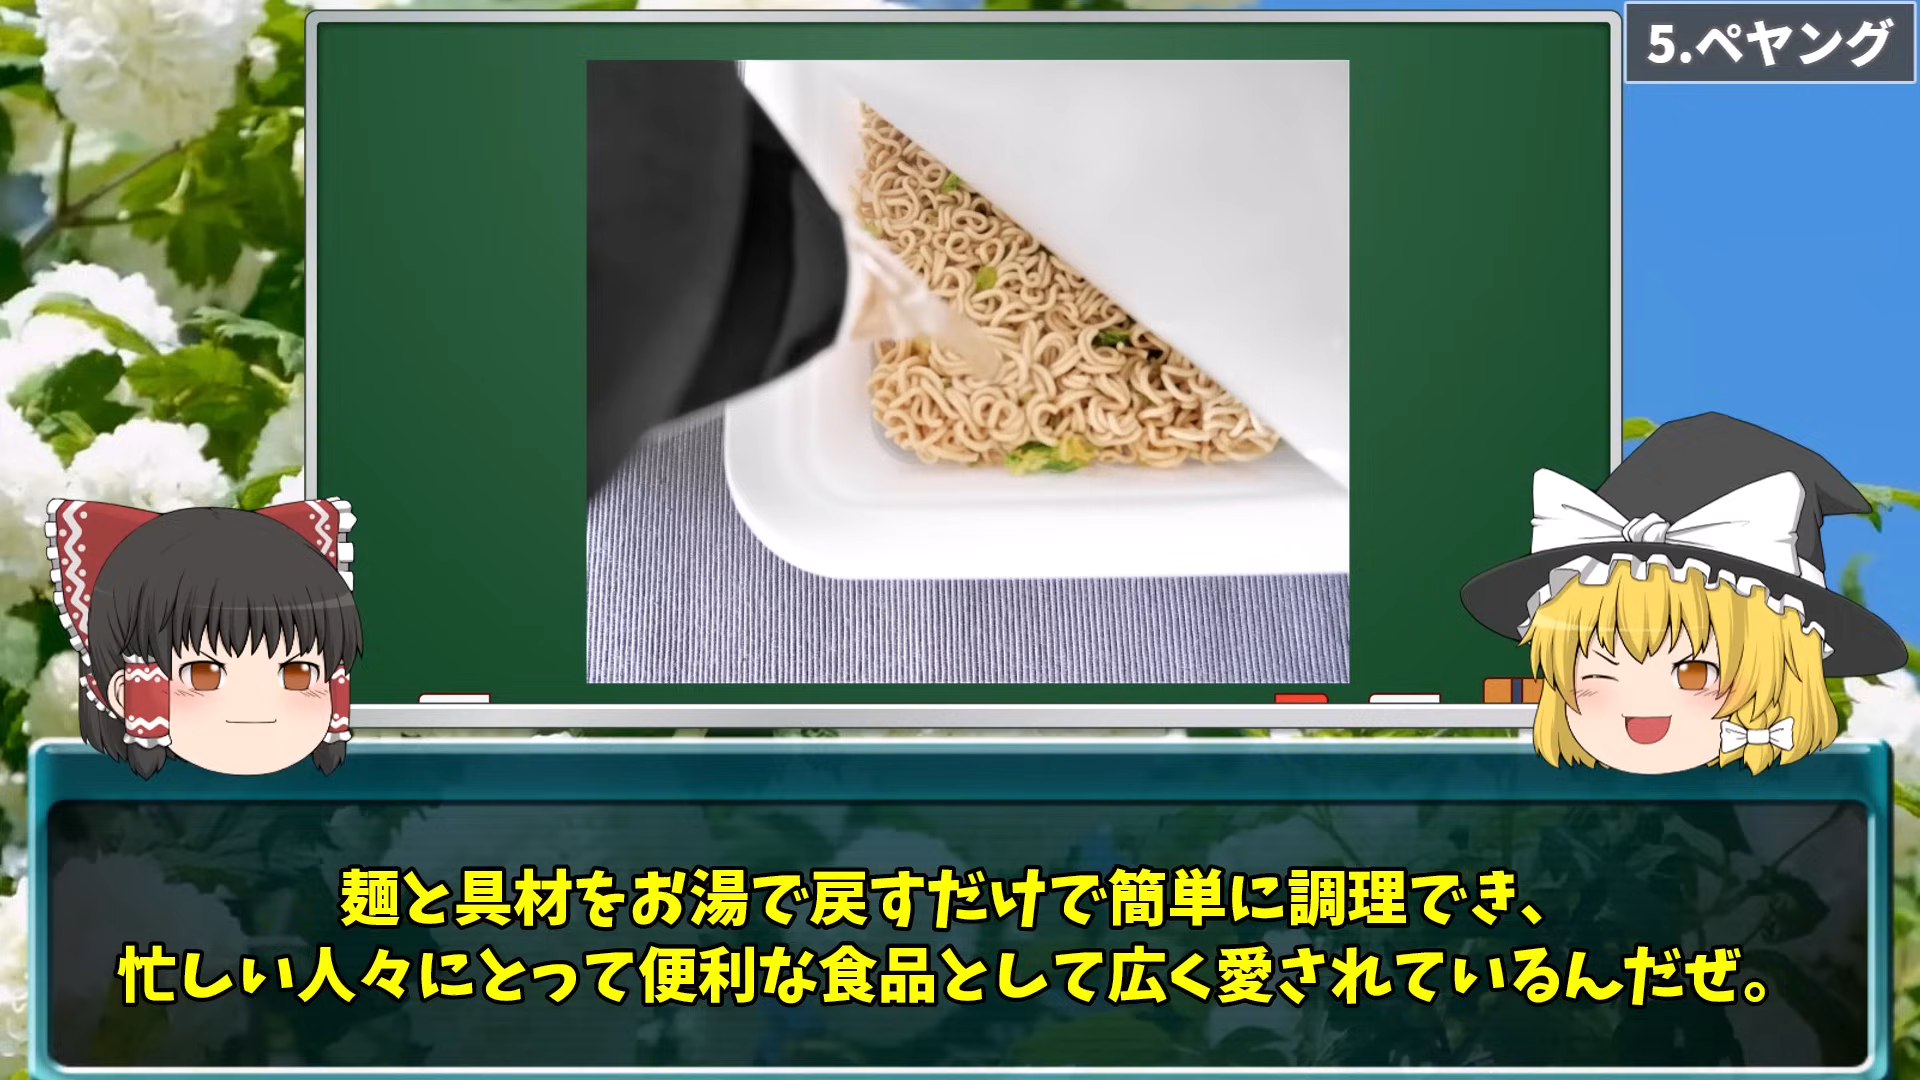 5.ペヤング
麺と具材をお湯で戻すだけで簡単に調理でき、
忙しい人々にとって便利な食品として広く愛されているんだぜ。